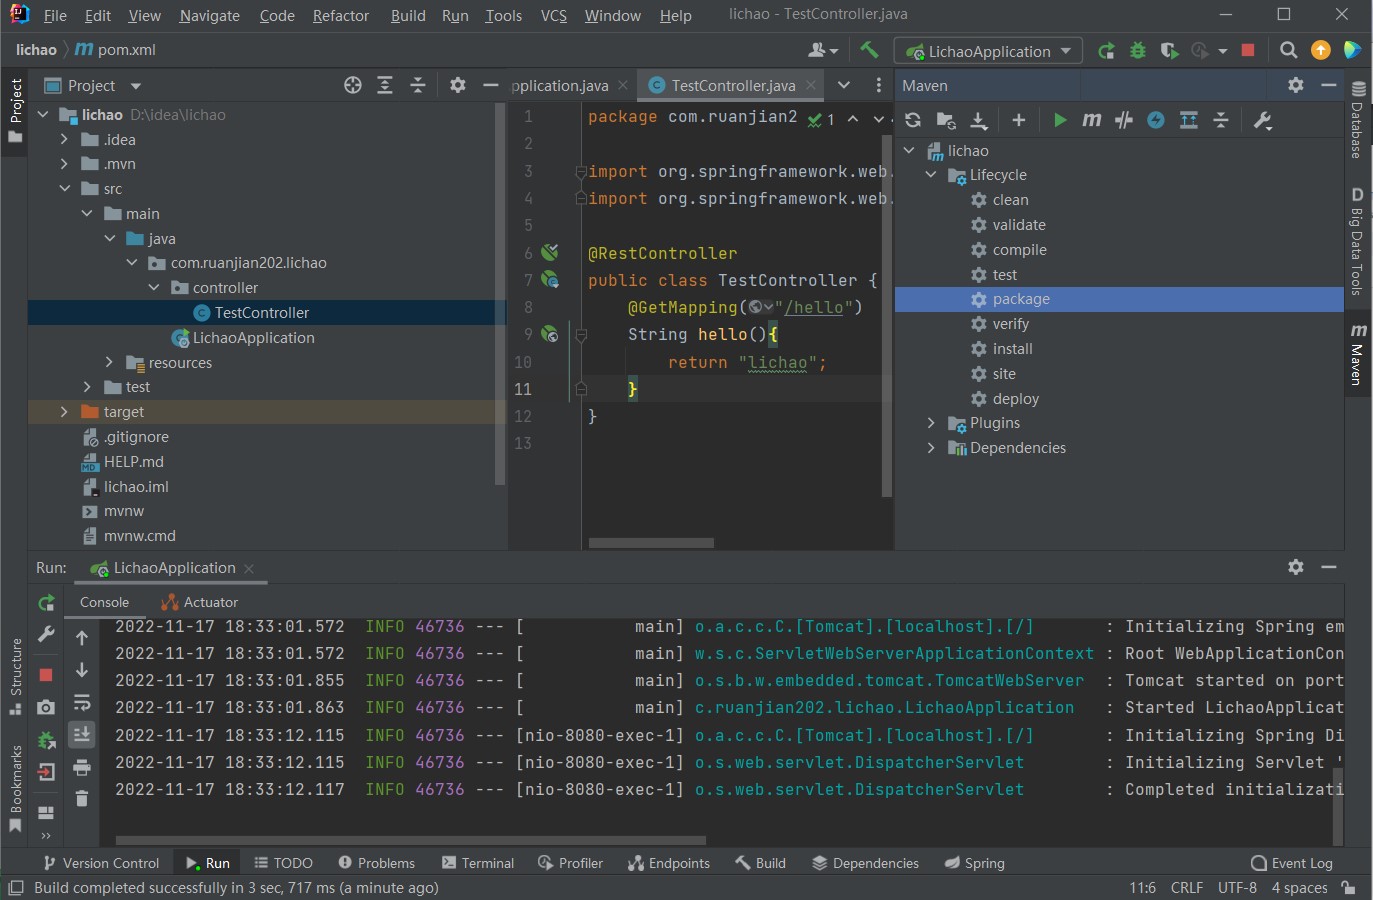 File Edit View Navigate Code Refactor Build Run Tools VCS Window Help lichao - TestController.java
lichao m pom.xml LichaoApplication
Project
Project
lichao D:\idea\lichao
.idea
.mvn
src
main
java
com.ruanjian202.lichao
controller
TestController
LichaoApplication
resources
test
target
.gitignore
HELP.md
lichao.iml
mvnw
mvnw.cmd
pplication.java TestController.java
1 package com.ruanjian2 1
2
3 import org.springframework.web.
4 import org.springframework.web.
5
6 @RestController
7 public class TestController {
8 @GetMapping("/hello")
9 String hello(){
10 return "lichao";
11 }
12 }
13
Maven
lichao
Lifecycle
clean
validate
compile
test
package
verify
install
site
deploy
Plugins
Dependencies
Database
D Big Data Tools
m Maven
Run: LichaoApplication
Console Actuator
2022-11-17 18:33:01.572 INFO 46736 --- [ main] o.a.c.c.C.[Tomcat].[localhost].[/] : Initializing Spring em
2022-11-17 18:33:01.572 INFO 46736 --- [ main] w.s.c.ServletWebServerApplicationContext : Root WebApplicationCon
2022-11-17 18:33:01.855 INFO 46736 --- [ main] o.s.b.w.embedded.tomcat.TomcatWebServer : Tomcat started on port
2022-11-17 18:33:01.863 INFO 46736 --- [ main] c.ruanjian202.lichao.LichaoApplication : Started LichaoApplicat
2022-11-17 18:33:12.115 INFO 46736 --- [nio-8080-exec-1] o.a.c.c.C.[Tomcat].[localhost].[/] : Initializing Spring Di
2022-11-17 18:33:12.115 INFO 46736 --- [nio-8080-exec-1] o.s.web.servlet.DispatcherServlet : Initializing Servlet '
2022-11-17 18:33:12.117 INFO 46736 --- [nio-8080-exec-1] o.s.web.servlet.DispatcherServlet : Completed initializati
Structure
Bookmarks
Version Control Run TODO Problems Terminal Profiler Endpoints Build Dependencies Spring Event Log
Build completed successfully in 3 sec, 717 ms (a minute ago) 11:6 CRLF UTF-8 4 spaces